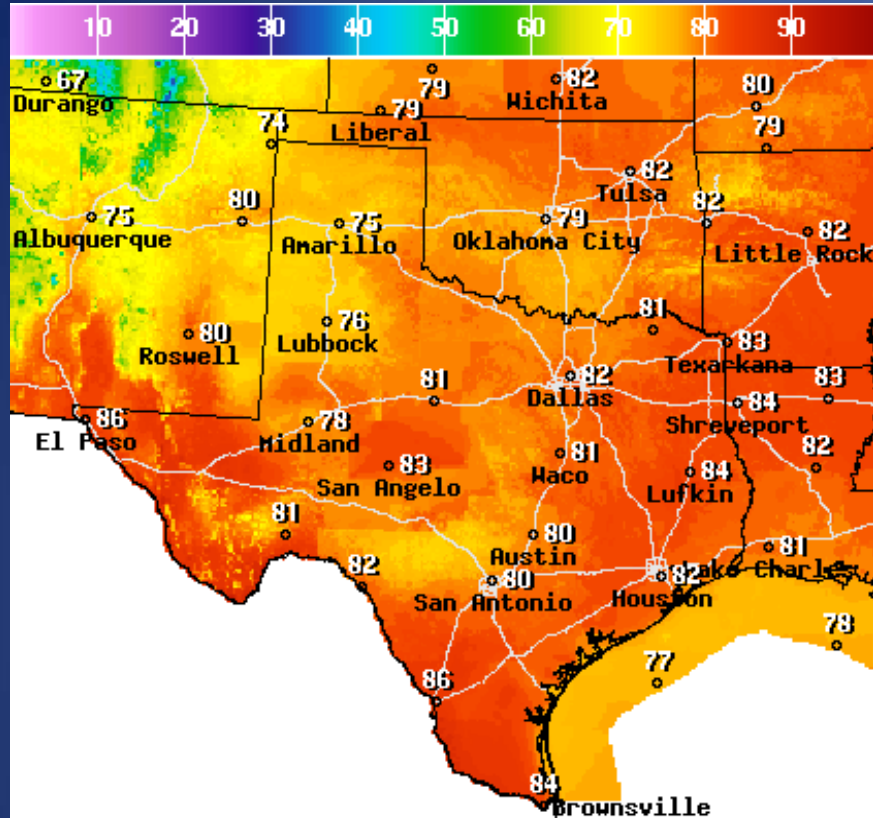 10 20 30 40 50 60 70 80 90
67
Durango
79
82
Wichita
80
79
Liberal
74
79
82
Tulsa
75
Albuquerque
80
75
Amarillo
79
Oklahoma City
82
82
Little Rock
80
Roswell
76
Lubbock
81
83
Texarkana
82
Dallas
81
84
Shreveport
83
86
El Paso
78
Midland
83
San Angelo
81
Waco
84
Lufkin
82
81
80
Austin
81
Lake Charles
82
80
San Antonio
82
Houston
78
77
86
84
Brownsville